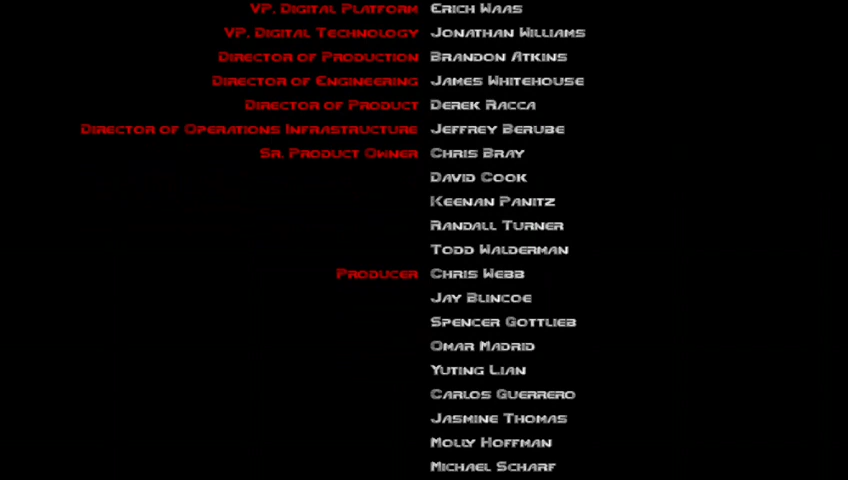 VP, Digital Platform Erich Waas
VP, Digital Technology Jonathan Williams
Director of Production Brandon Atkins
Director of Engineering James Whitehouse
Director of Product Derek Racca
Director of Operations Infrastructure Jeffrey Berube
Sr. Product Owner Chris Bray
David Cook
Keenan Panitz
Randall Turner
Todd Walderman
Producer Chris Webb
Jay Blincoe
Spencer Gottlieb
Omar Madrid
Yuting Lian
Carlos Guerrero
Jasmine Thomas
Molly Hoffman
Michael Scharf